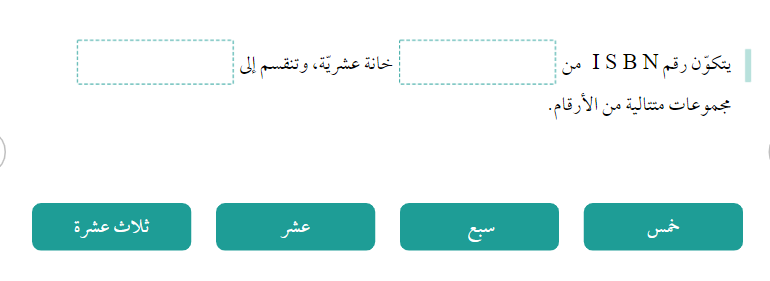 يتكوّن رقم I S B N من خانة عشريّة، وتنقسم إلى
مجموعات متتالية من الأرقام.
خمس
سبع
عشر
ثلاث عشرة